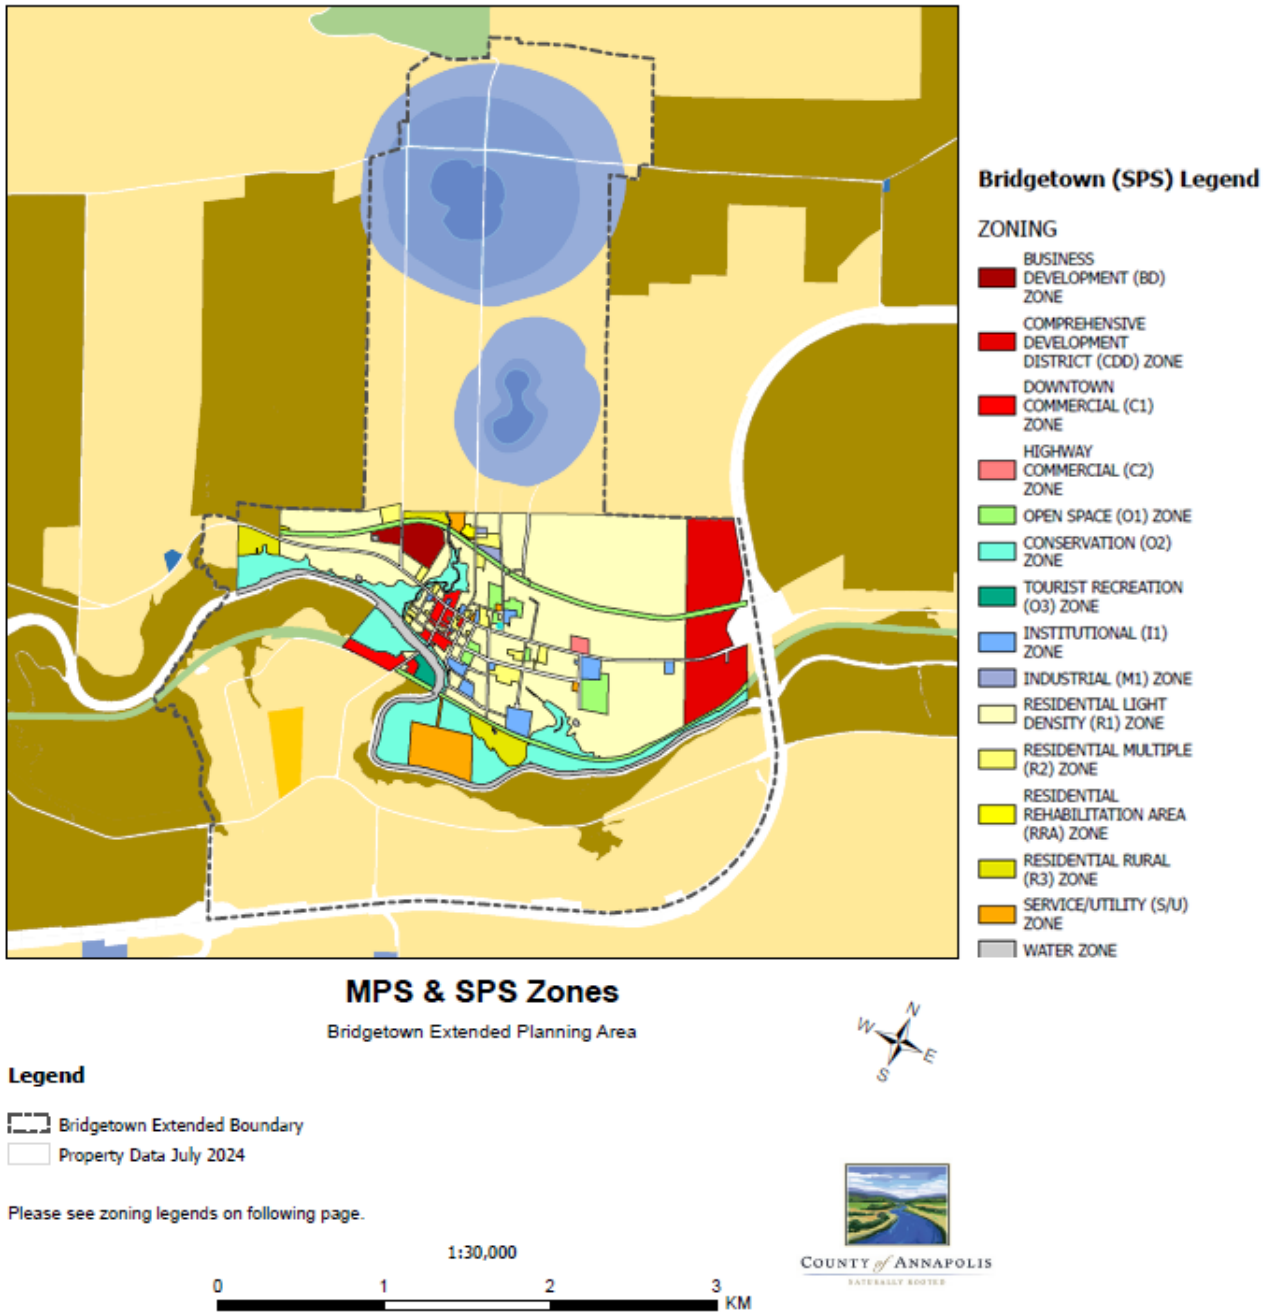 Bridgetown (SPS) Legend
ZONING
BUSINESS
DEVELOPMENT (BD)
ZONE
COMPREHENSIVE
DEVELOPMENT
DISTRICT (CDD) ZONE
DOWNTOWN
COMMERCIAL (C1)
ZONE
HIGHWAY
COMMERCIAL (C2)
ZONE
OPEN SPACE (O1) ZONE
CONSERVATION (O2)
ZONE
TOURIST RECREATION
(O3) ZONE
INSTITUTIONAL (I1)
ZONE
INDUSTRIAL (M1) ZONE
RESIDENTIAL LIGHT
DENSITY (R1) ZONE
RESIDENTIAL MULTIPLE
(R2) ZONE
RESIDENTIAL
REHABILITATION AREA
(RRA) ZONE
RESIDENTIAL RURAL
(R3) ZONE
SERVICE/UTILITY (S/U)
ZONE
WATER ZONE
MPS & SPS Zones
Bridgetown Extended Planning Area
N
W
E
S
Legend
Bridgetown Extended Boundary
Property Data July 2024
Please see zoning legends on following page.
1:30,000
0 1 2 3
KM
COUNTY of ANNAPOLIS
NATURALLY ROOTED